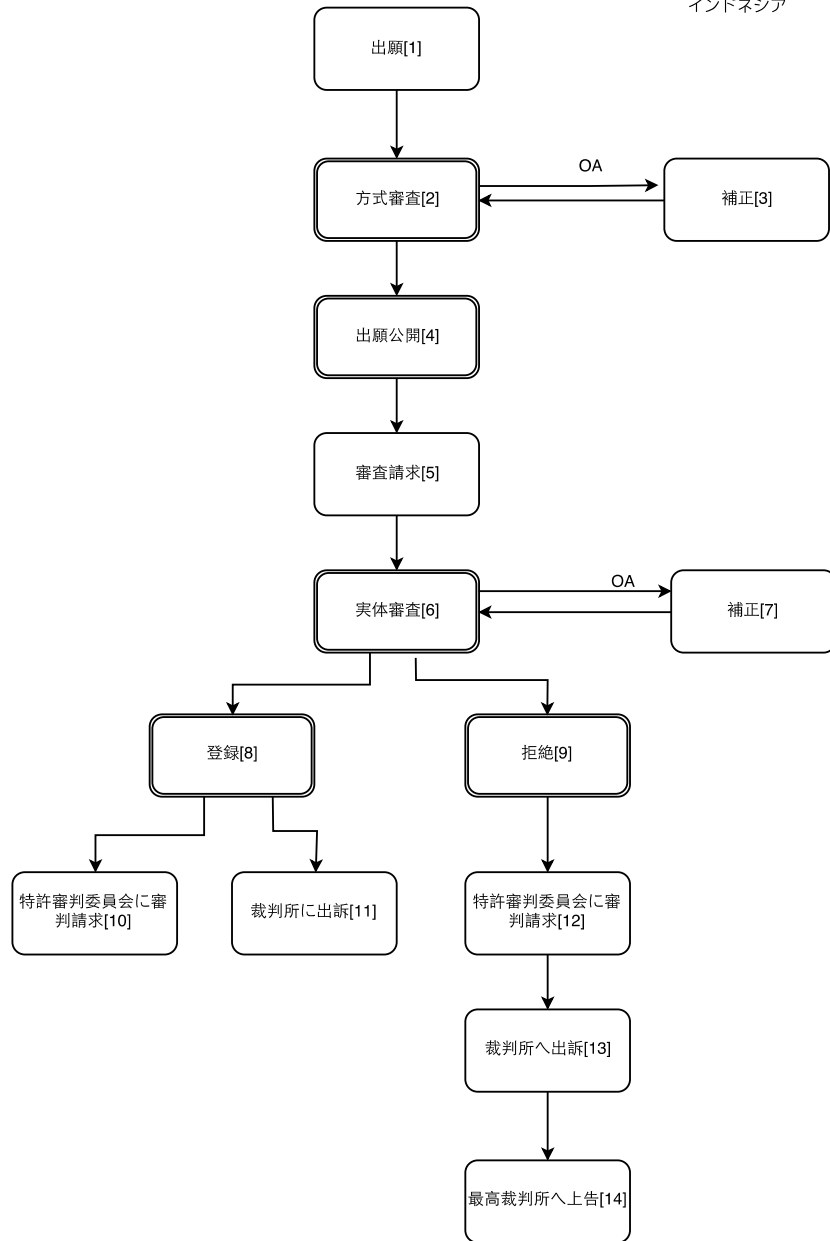 インドネシア
出願[1]
方式審査[2]
OA
補正[3]
出願公開[4]
審査請求[5]
実体審査[6]
OA
補正[7]
登録[8]
拒絶[9]
特許審判委員会に審
判請求[10]
裁判所に出訴[11]
特許審判委員会に審
判請求[12]
裁判所へ出訴[13]
最高裁判所へ上告[14]